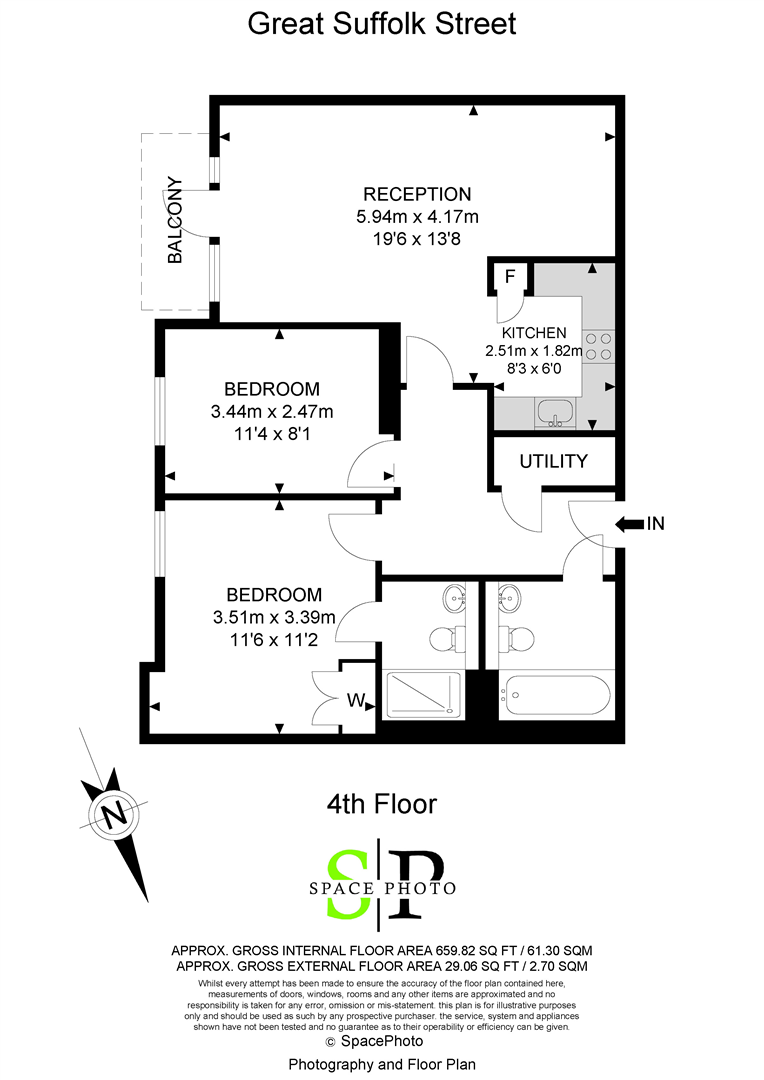 Great Suffolk Street
BALCONY
RECEPTION
5.94m x 4.17m
19'6 x 13'8
F
KITCHEN
2.51m x 1.82m
8'3 x 6'0
BEDROOM
3.44m x 2.47m
11'4 x 8'1
UTILITY
IN
BEDROOM
3.51m x 3.39m
11'6 x 11'2
W
N
4th Floor
S P
SPACE PHOTO
APPROX. GROSS INTERNAL FLOOR AREA 659.82 SQ FT / 61.30 SQM
APPROX. GROSS EXTERNAL FLOOR AREA 29.06 SQ FT / 2.70 SQM
Whilst every attempt has been made to ensure the accuracy of the floor plan contained here,
measurements of doors, windows, rooms and any other items are approximated and no
responsibility is taken for any error, omission or mis-statement. this plan is for illustrative purposes
only and should be used as such by any prospective purchaser. the service, system and appliances
shown have not been tested and no guarantee as to their operability or efficiency can be given.
© SpacePhoto
Photography and Floor Plan